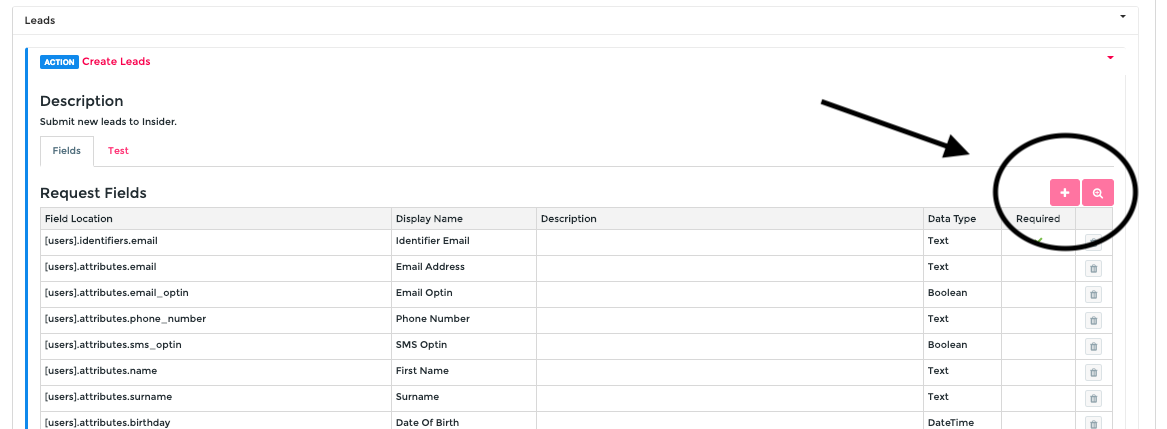 Leads
ACTION Create Leads
Description
Submit new leads to Insider.
Fields Test
Request Fields
Field Location Display Name Description Data Type Required
[users].identifiers.email Identifier Email Text
[users].attributes.email Email Address Text
[users].attributes.email_optin Email Optin Boolean
[users].attributes.phone_number Phone Number Text
[users].attributes.sms_optin SMS Optin Boolean
[users].attributes.name First Name Text
[users].attributes.surname Surname Text
[users].attributes.birthday Date Of Birth DateTime